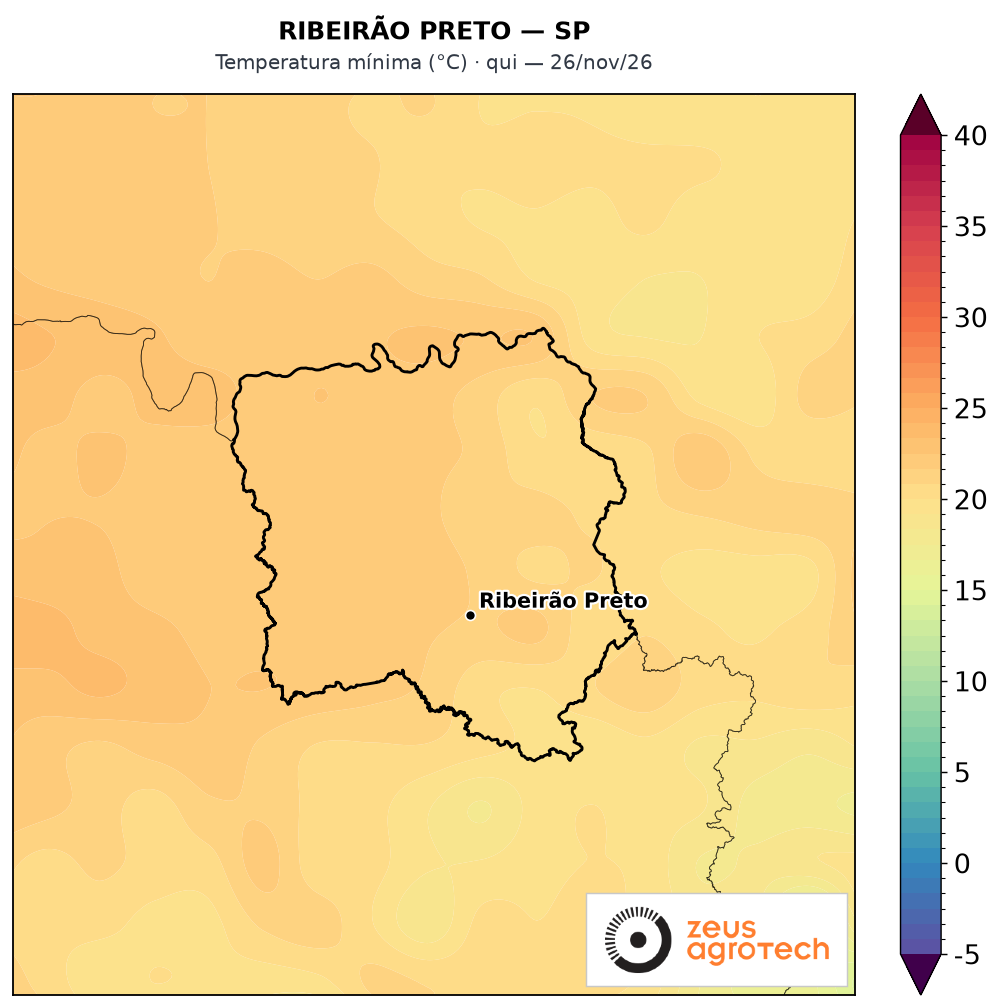 RIBEIRÃO PRETO — SP
Temperatura mínima (°C) · qui — 26/nov/26
40
35
30
25
20
15
10
5
0
-5
Ribeirão Preto
zeus
agrotech